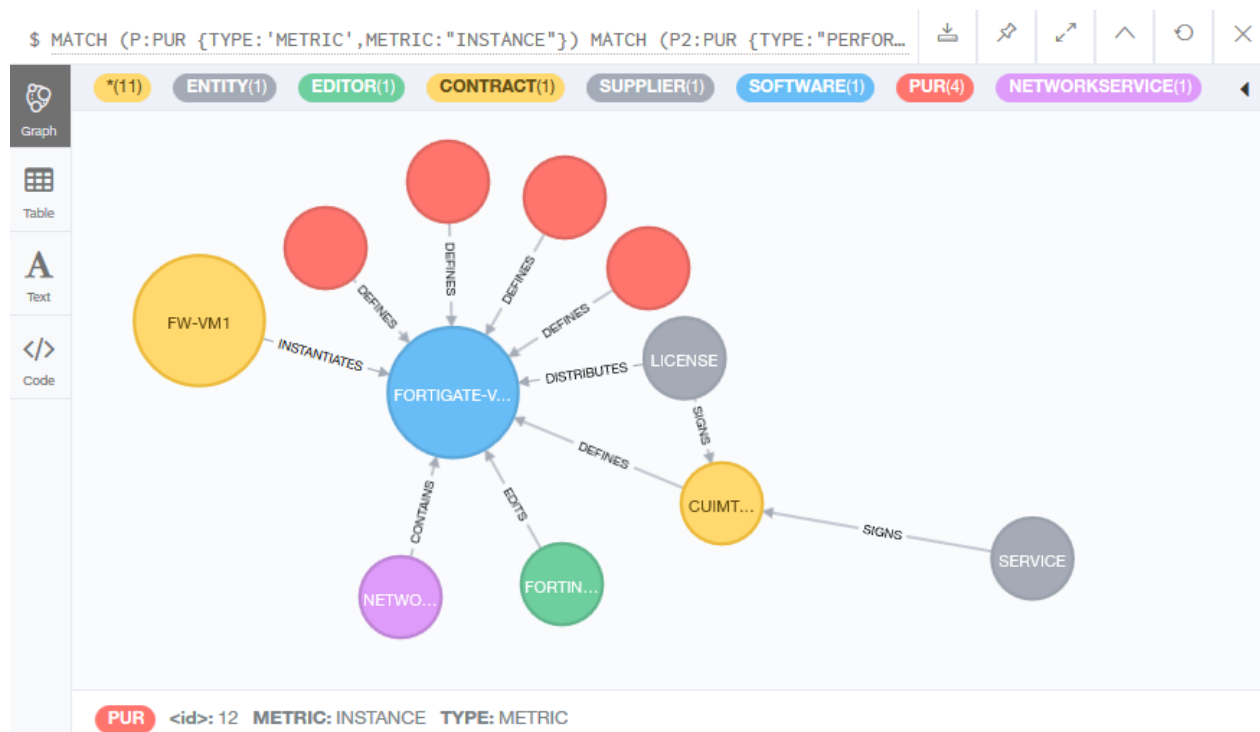 $ MATCH (P:PUR {TYPE:'METRIC',METRIC:"INSTANCE"}) MATCH (P2:PUR {TYPE:"PERFOR...
*(11) ENTITY(1) EDITOR(1) CONTRACT(1) SUPPLIER(1) SOFTWARE(1) PUR(4) NETWORKSERVICE(1)
Graph
Table
A
Text
</>
Code
DEFINES
DEFINES
DEFINES
DEFINES
FW-VM1
INSTANTIATES
FORTIGATE-V...
DISTRIBUTES
LICENSE
SIGNS
DEFINES
CUIMT...
SIGNS
SERVICE
CONTAINS
EDITS
NETWO...
FORTIN...
PUR <id>: 12 METRIC: INSTANCE TYPE: METRIC